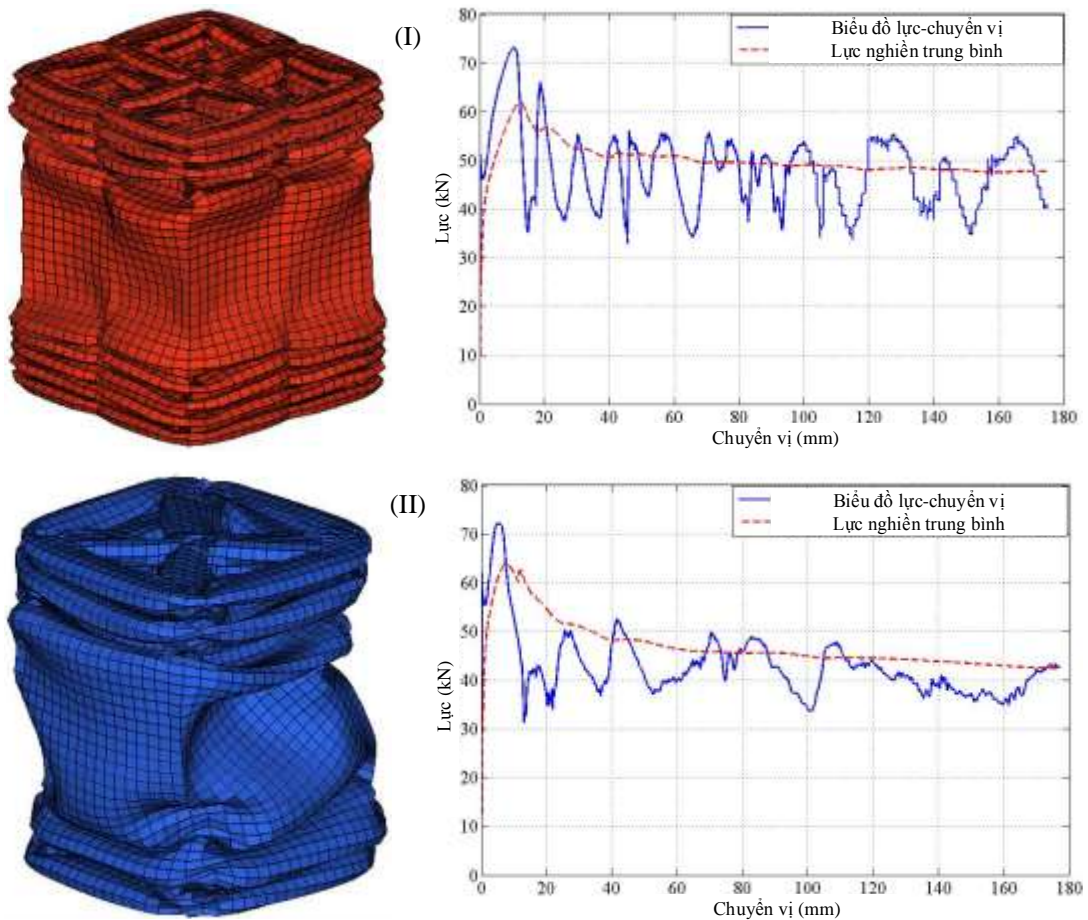 (I)
80
70
60
50
40
30
20
10
0
Lực (kN)
Biểu đồ lực-chuyển vị
Lực nghiền trung bình
0 20 40 60 80 100 120 140 160 180
Chuyển vị (mm)
(II)
80
70
60
50
40
30
20
10
0
Lực (kN)
Biểu đồ lực-chuyển vị
Lực nghiền trung bình
0 20 40 60 80 100 120 140 160 180
Chuyển vị (mm)